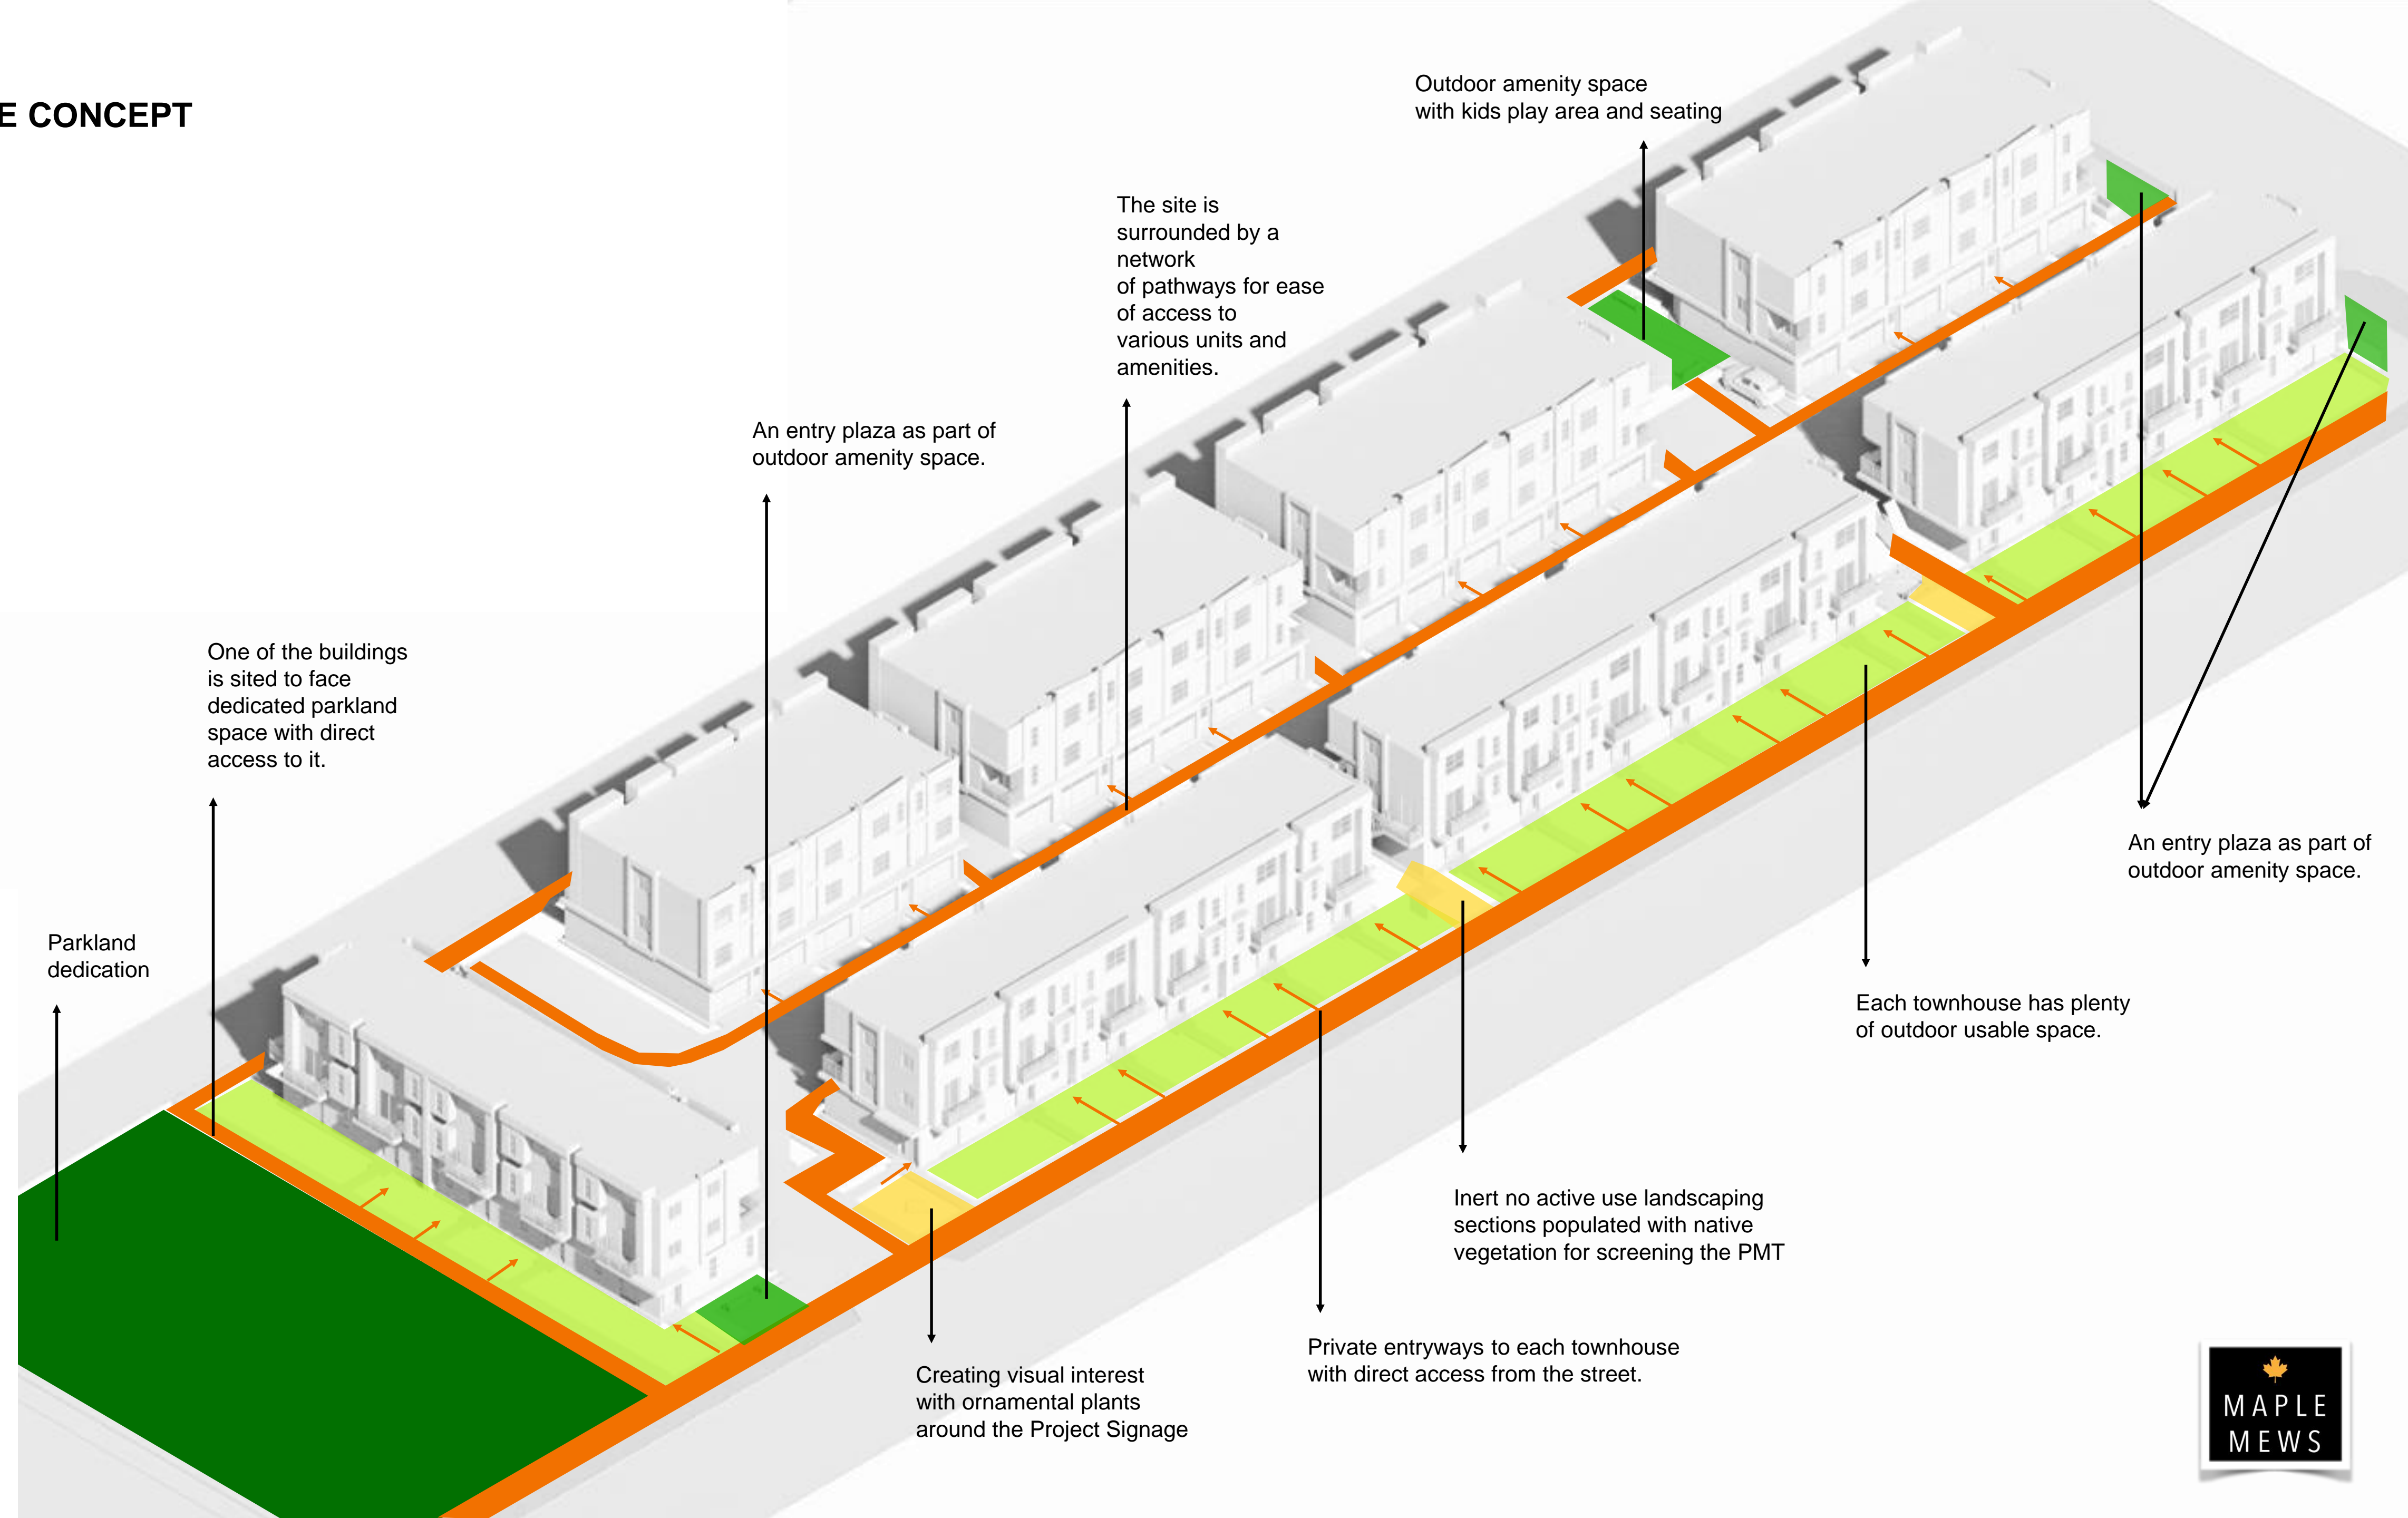 E CONCEPT
Outdoor amenity space
with kids play area and seating
The site is
surrounded by a
network
of pathways for ease
of access to
various units and
amenities.
An entry plaza as part of
outdoor amenity space.
One of the buildings
is sited to face
dedicated parkland
space with direct
access to it.
Parkland
dedication
An entry plaza as part of
outdoor amenity space.
Each townhouse has plenty
of outdoor usable space.
Inert no active use landscaping
sections populated with native
vegetation for screening the PMT
Private entryways to each townhouse
with direct access from the street.
Creating visual interest
with ornamental plants
around the Project Signage
MAPLE
MEWS